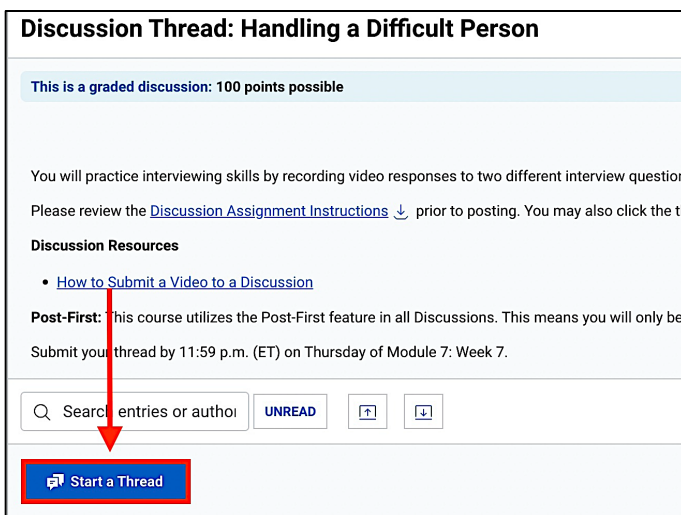 Discussion Thread: Handling a Difficult Person
This is a graded discussion: 100 points possible
You will practice interviewing skills by recording video responses to two different interview
Please review the Discussion Assignment Instructions prior to posting. You may also click the
Discussion Resources
• How to Submit a Video to a Discussion
Post-First: This course utilizes the Post-First feature in all Discussions. This means you will only be
Submit your thread by 11:59 p.m. (ET) on Thursday of Module 7: Week 7.
Search entries or autho
UNREAD
Start a Thread